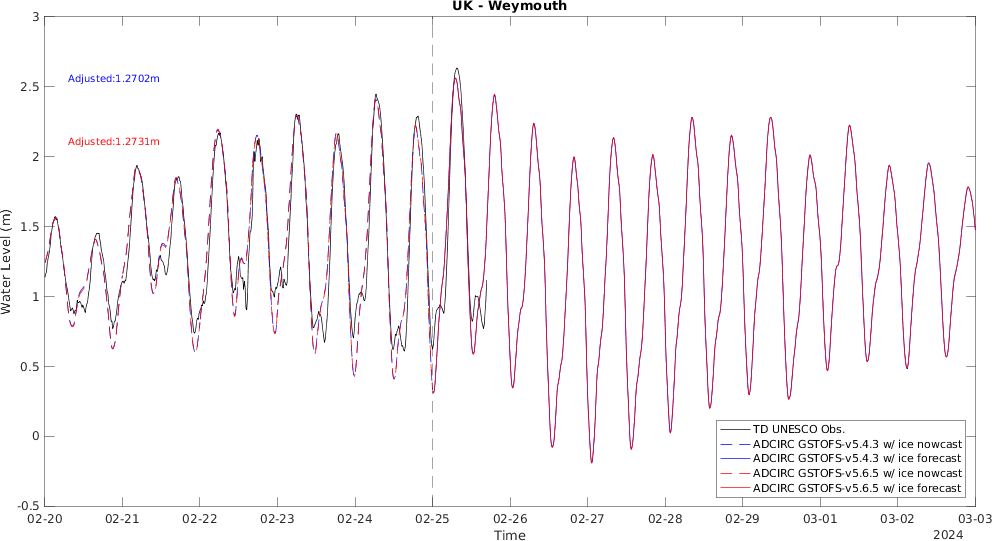 UK - Weymouth
3
2.5
2
1.5
1
0.5
0
-0.5
Water Level (m)
Adjusted:1.2702m
Adjusted:1.2731m
TD UNESCO Obs.
ADCIRC GSTOFS-v5.4.3 w/ ice nowcast
ADCIRC GSTOFS-v5.4.3 w/ ice forecast
ADCIRC GSTOFS-v5.6.5 w/ ice nowcast
ADCIRC GSTOFS-v5.6.5 w/ ice forecast
02-20 02-21 02-22 02-23 02-24 02-25 02-26 02-27 02-28 02-29 03-01 03-02 03-03
Time
2024